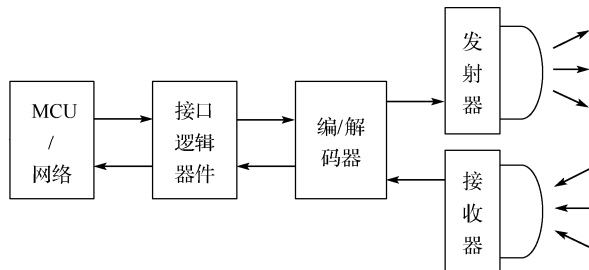 MCU
/
网络
接口
逻辑
器件
编/解
码器
发
射
器
接
收
器